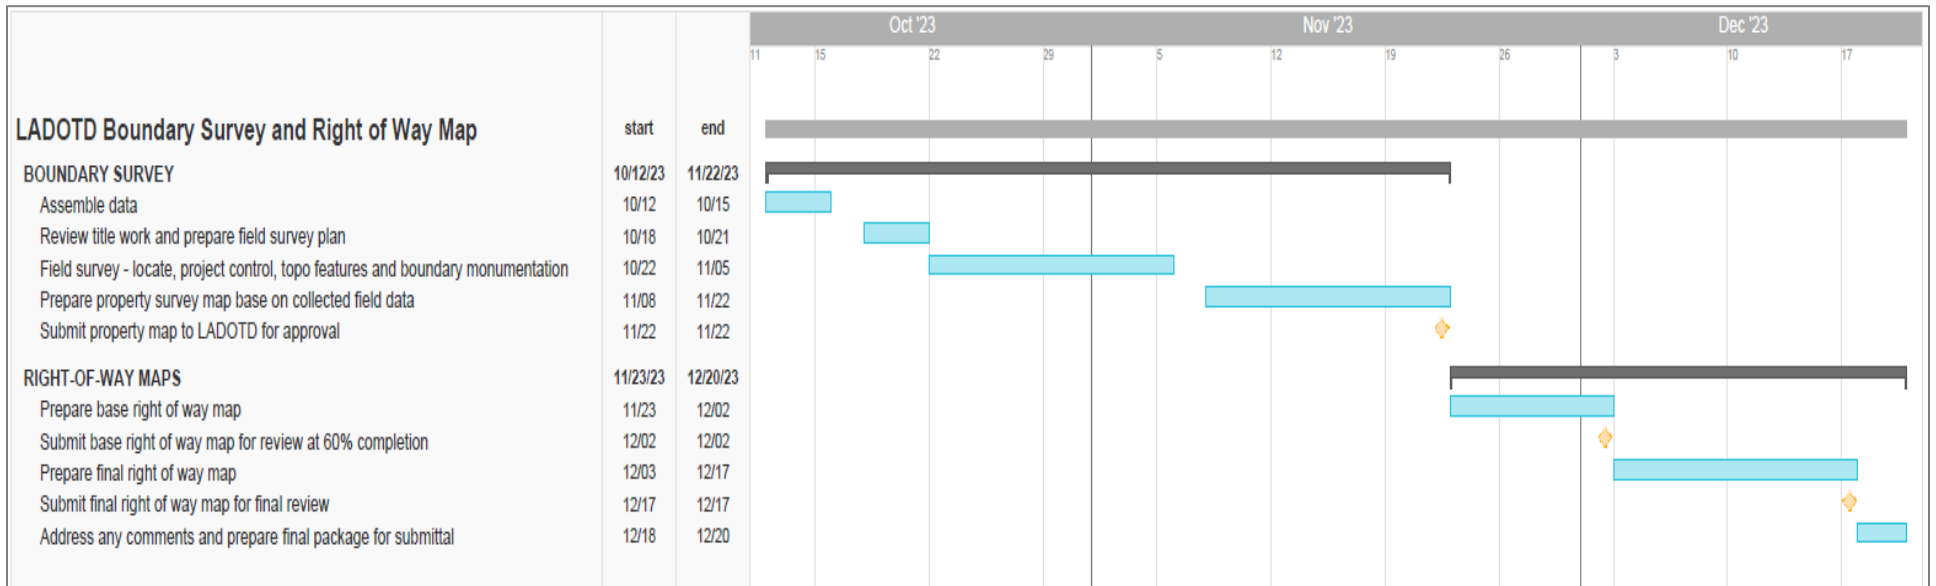 Oct '23 Nov '23 Dec '23
11 15 22 29 5 12 19 26 3 10 17
LADOTD Boundary Survey and Right of Way Map start end
BOUNDARY SURVEY 10/12/23 11/22/23
Assemble data 10/12 10/15
Review title work and prepare field survey plan 10/18 10/21
Field survey - locate, project control, topo features and boundary monumentation 10/22 11/05
Prepare property survey map base on collected field data 11/08 11/22
Submit property map to LADOTD for approval 11/22 11/22
RIGHT-OF-WAY MAPS 11/23/23 12/20/23
Prepare base right of way map 11/23 12/02
Submit base right of way map for review at 60% completion 12/02 12/02
Prepare final right of way map 12/03 12/17
Submit final right of way map for final review 12/17 12/17
Address any comments and prepare final package for submittal 12/18 12/20